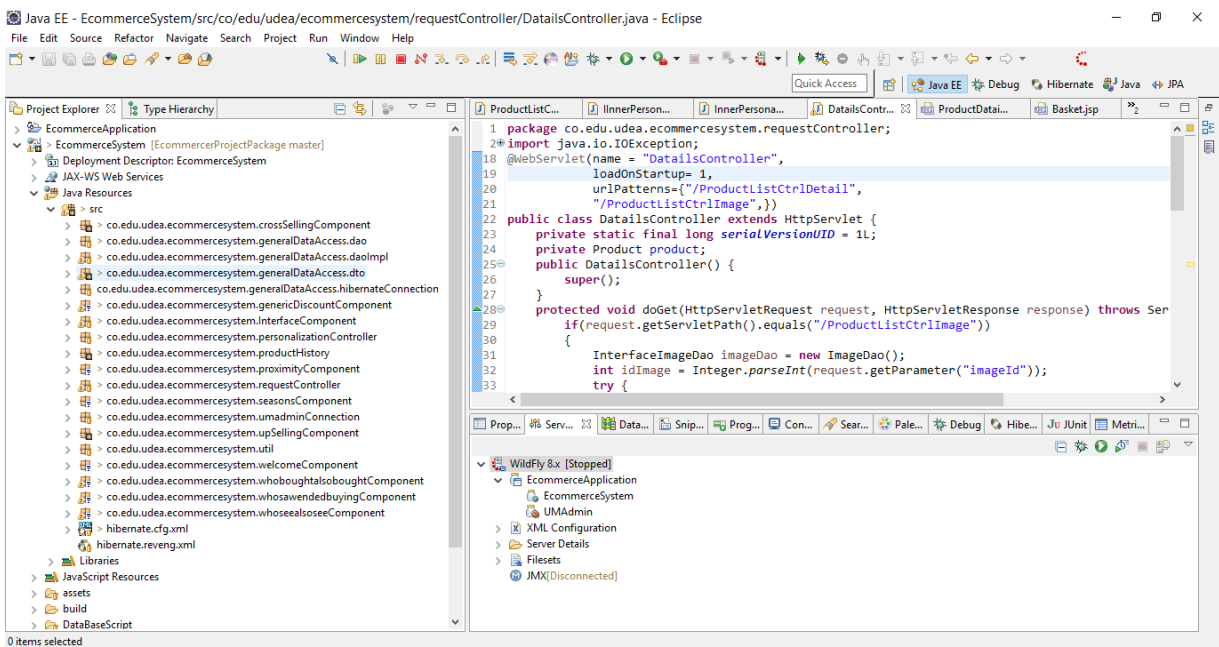 Java EE - EcommerceSystem/src/co/edu/udea/ecommercesystem/requestController/DatailsController.java - Eclipse
File Edit Source Refactor Navigate Search Project Run Window Help
Quick Access
Java EE Debug Hibernate Java JPA
Project Explorer Type Hierarchy
EcommerceApplication
> EcommerceSystem [EcommercerProjectPackage master]
Deployment Descriptor: EcommerceSystem
JAX-WS Web Services
Java Resources
> src
> co.edu.udea.ecommercesystem.crossSellingComponent
> co.edu.udea.ecommercesystem.generalDataAccess.dao
> co.edu.udea.ecommercesystem.generalDataAccess.daoImpl
> co.edu.udea.ecommercesystem.generalDataAccess.dto
co.edu.udea.ecommercesystem.generalDataAccess.hibernateConnection
> co.edu.udea.ecommercesystem.genericDiscountComponent
> co.edu.udea.ecommercesystem.InterfaceComponent
> co.edu.udea.ecommercesystem.personalizationController
> co.edu.udea.ecommercesystem.productHistory
> co.edu.udea.ecommercesystem.proximityComponent
> co.edu.udea.ecommercesystem.requestController
> co.edu.udea.ecommercesystem.seasonsComponent
> co.edu.udea.ecommercesystem.umadminConnection
> co.edu.udea.ecommercesystem.upSellingComponent
> co.edu.udea.ecommercesystem.util
> co.edu.udea.ecommercesystem.welcomeComponent
> co.edu.udea.ecommercesystem.whoboughtalsoboughtComponent
> co.edu.udea.ecommercesystem.whosawendedbuyingComponent
> co.edu.udea.ecommercesystem.whoseealsoseeComponent
> hibernate.cfg.xml
hibernate.reveng.xml
Libraries
JavaScript Resources
assets
build
DataBaseScript
0 items selected
ProductListC... IInnerPerson... InnerPersona... DatailsContr... ProductDatai... Basket.jsp »2
1 package co.edu.udea.ecommercesystem.requestController;
2 import java.io.IOException;
18 @WebServlet(name = "DatailsController",
19 loadOnStartup= 1,
20 urlPatterns={"/ProductListCtrlDetail",
21 "/ProductListCtrlImage",})
22 public class DatailsController extends HttpServlet {
23 private static final long serialVersionUID = 1L;
24 private Product product;
25 public DatailsController() {
26 super();
27 }
28 protected void doGet(HttpServletRequest request, HttpServletResponse response) throws Ser
29 if(request.getServletPath().equals("/ProductListCtrlImage"))
30 {
31 InterfaceImageDao imageDao = new ImageDao();
32 int idImage = Integer.parseInt(request.getParameter("imageId"));
33 try {
Prop... Serv... Data... Snip... Prog... Con... Sear... Pale... Debug Hibe... JUnit Metri...
WildFly 8.x [Stopped]
EcommerceApplication
EcommerceSystem
UMAdmin
XML Configuration
Server Details
Filesets
JMX[Disconnected]